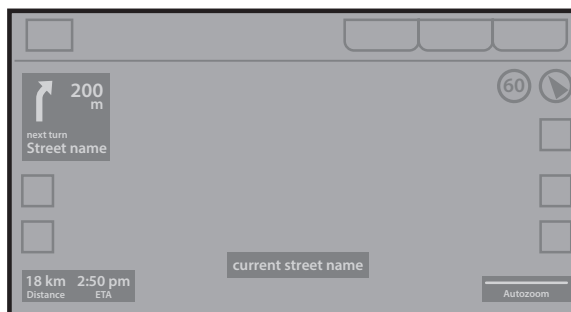 200
m
next turn
Street name
60
current street name
18 km 2:50 pm
Distance ETA
Autozoom